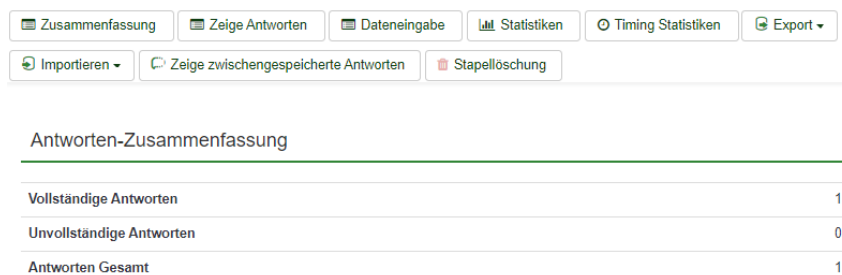 Zusammenfassung Zeige Antworten Dateneingabe Statistiken Timing Statistiken Export
Importieren Zeige zwischengespeicherte Antworten Stapellöschung
Antworten-Zusammenfassung
Vollständige Antworten 1
Unvollständige Antworten 0
Antworten Gesamt 1